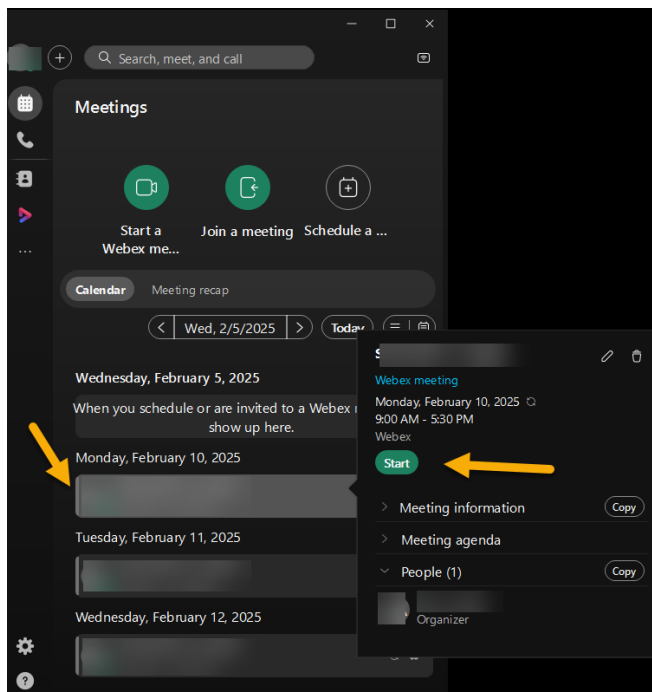 Search, meet, and call
Meetings
Start a
Webex me...
Join a meeting
Schedule a ...
Calendar
Meeting recap
Wed, 2/5/2025
Today
Wednesday, February 5, 2025
When you schedule or are invited to a Webex
show up here.
Monday, February 10, 2025
Tuesday, February 11, 2025
Wednesday, February 12, 2025
Webex meeting
Monday, February 10, 2025
9:00 AM - 5:30 PM
Webex
Start
Meeting information
Copy
Meeting agenda
People (1)
Copy
Organizer